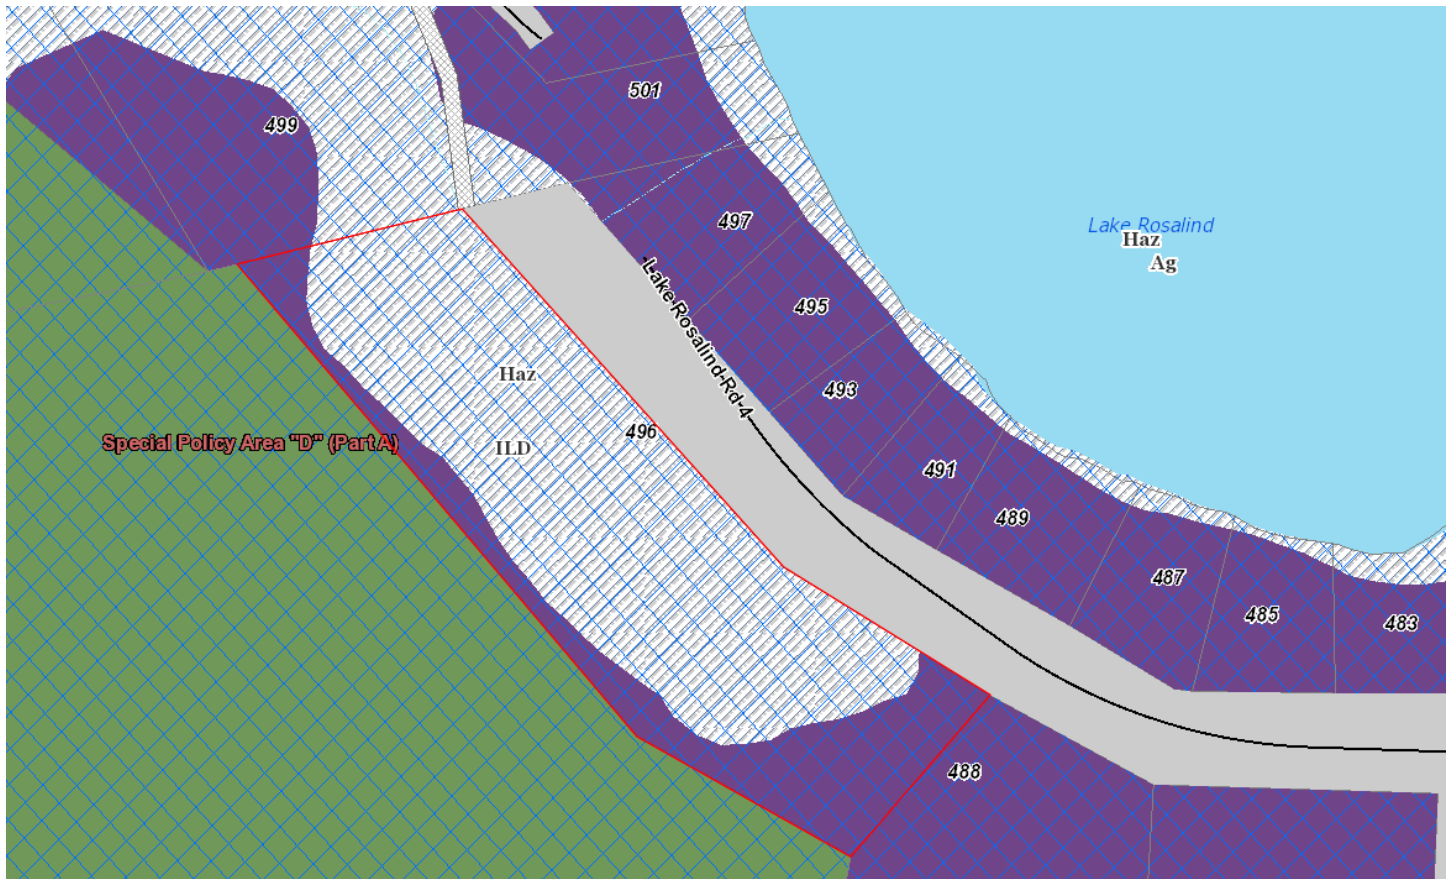 501
499
497
Lake Rosalind
Haz
Ag
495
Lake Rosalind Rd 4
Haz
493
496
Special Policy Area "D" (Part A)
ILD
491
489
487
485
483
488